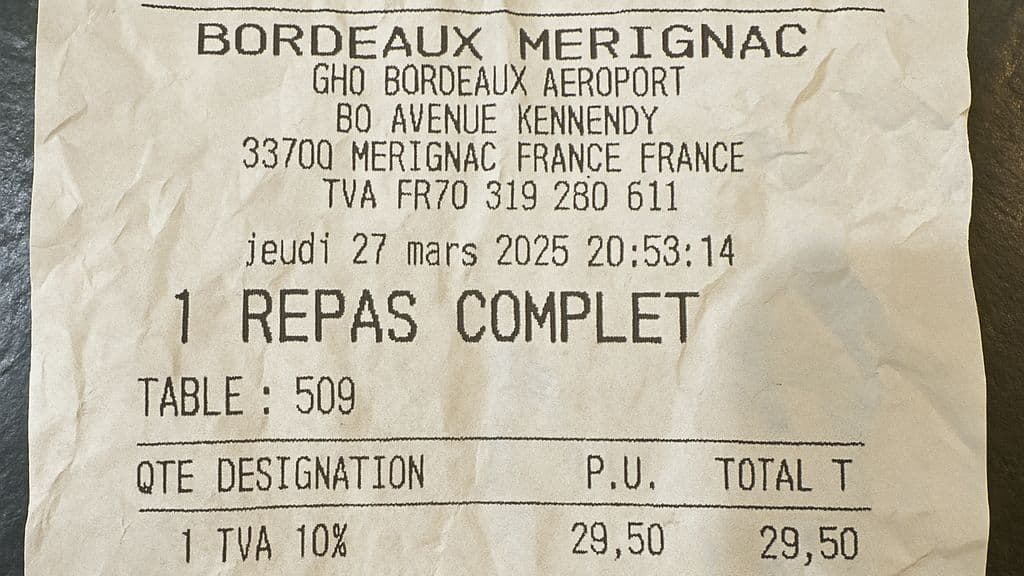 BORDEAUX MERIGNAC
GHO BORDEAUX AEROPORT
BO AVENUE KENNENDY
33700 MERIGNAC FRANCE FRANCE
TVA FR70 319 280 611
jeudi 27 mars 2025 20:53:14
1 REPAS COMPLET
TABLE : 509
QTE DESIGNATION P.U. TOTAL T
1 TVA 10% 29,50 29,50